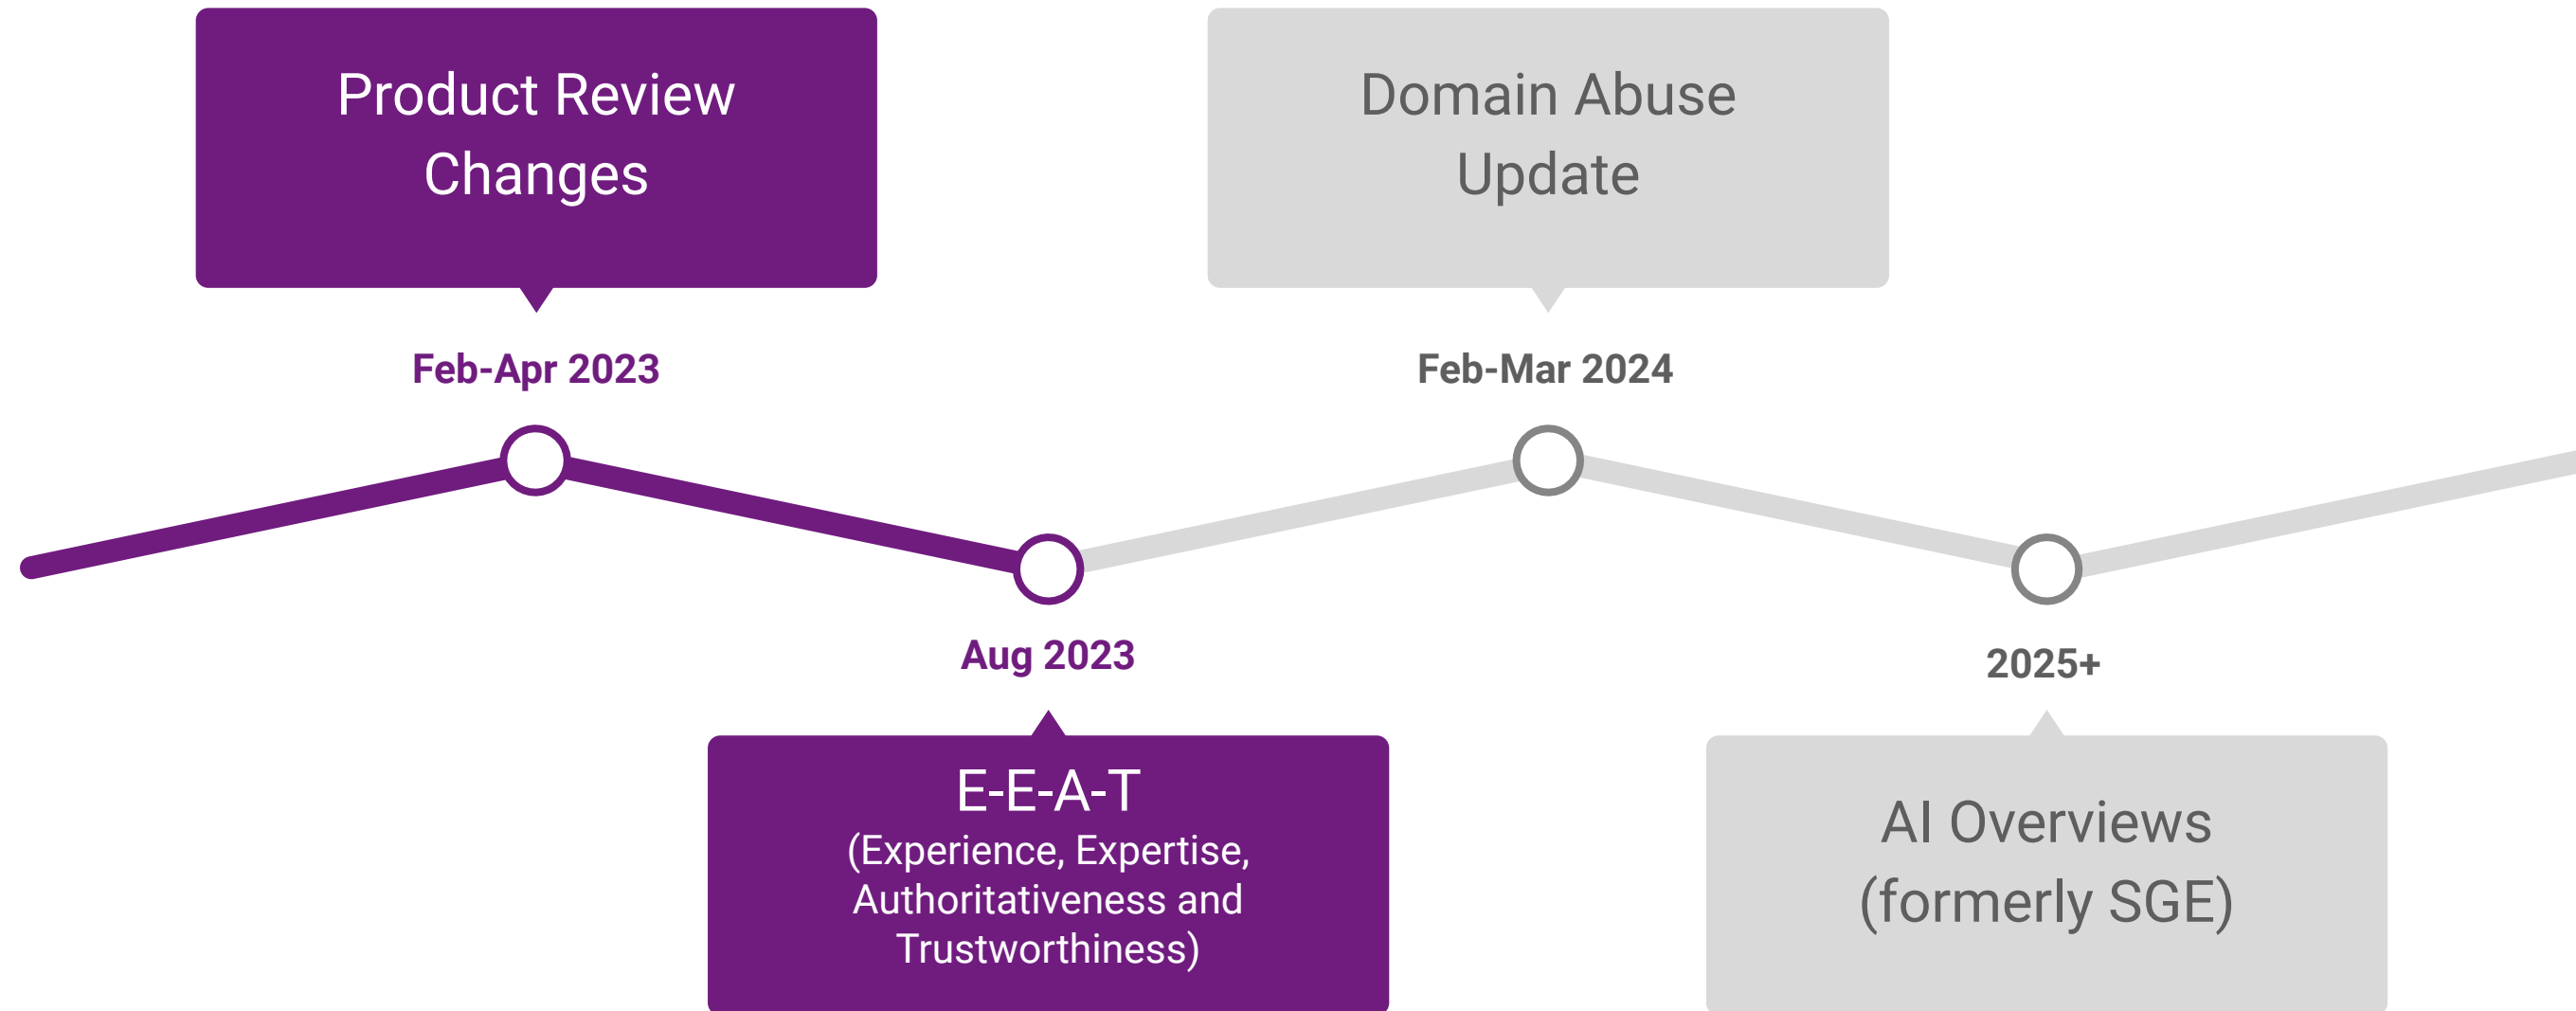 Product Review
Changes
Feb-Apr 2023
Domain Abuse
Update
Feb-Mar 2024
Aug 2023
E-E-A-T
(Experience, Expertise,
Authoritativeness and
Trustworthiness)
2025+
AI Overviews
(formerly SGE)